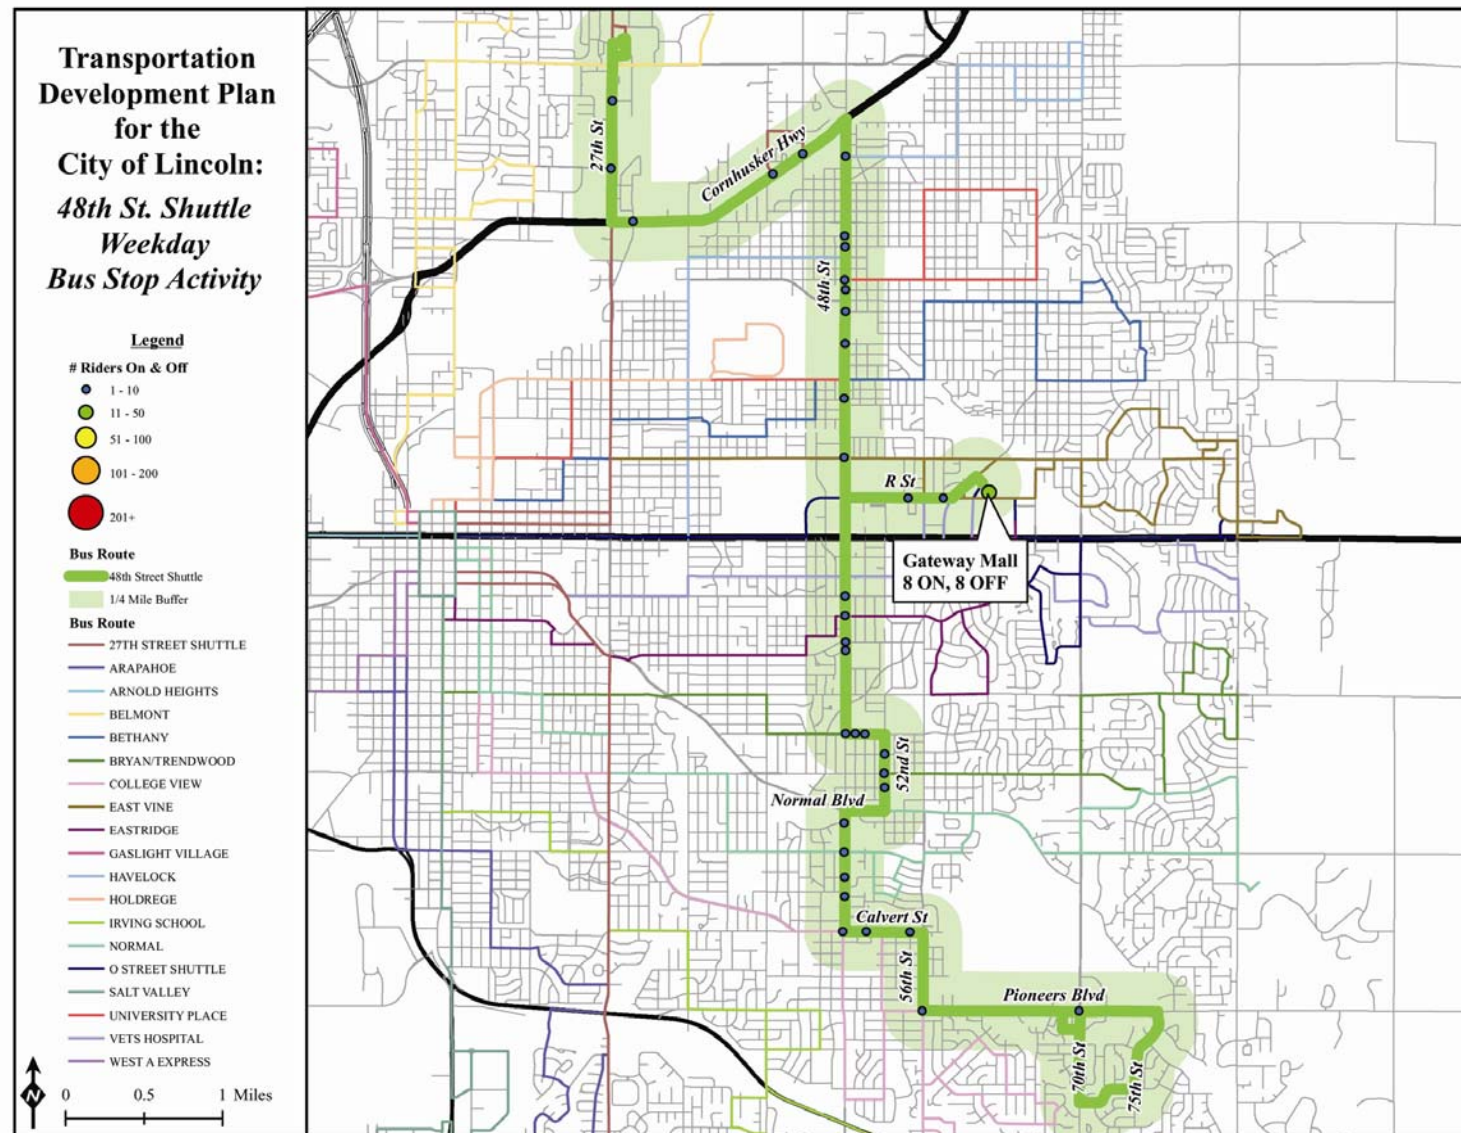 Transportation
Development Plan
for the
City of Lincoln:
48th St. Shuttle
Weekday
Bus Stop Activity
Legend
# Riders On & Off
1 - 10
11 - 50
51 - 100
101 - 200
201+
Bus Route
48th Street Shuttle
1/4 Mile Buffer
Bus Route
27TH STREET SHUTTLE
ARAPAHOE
ARNOLD HEIGHTS
BELMONT
BETHANY
BRYAN/TRENDWOOD
COLLEGE VIEW
EAST VINE
EASTRIDGE
GASLIGHT VILLAGE
HAVELOCK
HOLDREGE
IRVING SCHOOL
NORMAL
O STREET SHUTTLE
SALT VALLEY
UNIVERSITY PLACE
VETS HOSPITAL
WEST A EXPRESS
N
0 0.5 1 Miles
27th St
Cornhusker Hwy
48th St
R St
Gateway Mall
8 ON, 8 OFF
52nd St
Normal Blvd
Calvert St
56th St
Pioneers Blvd
70th St
75th St